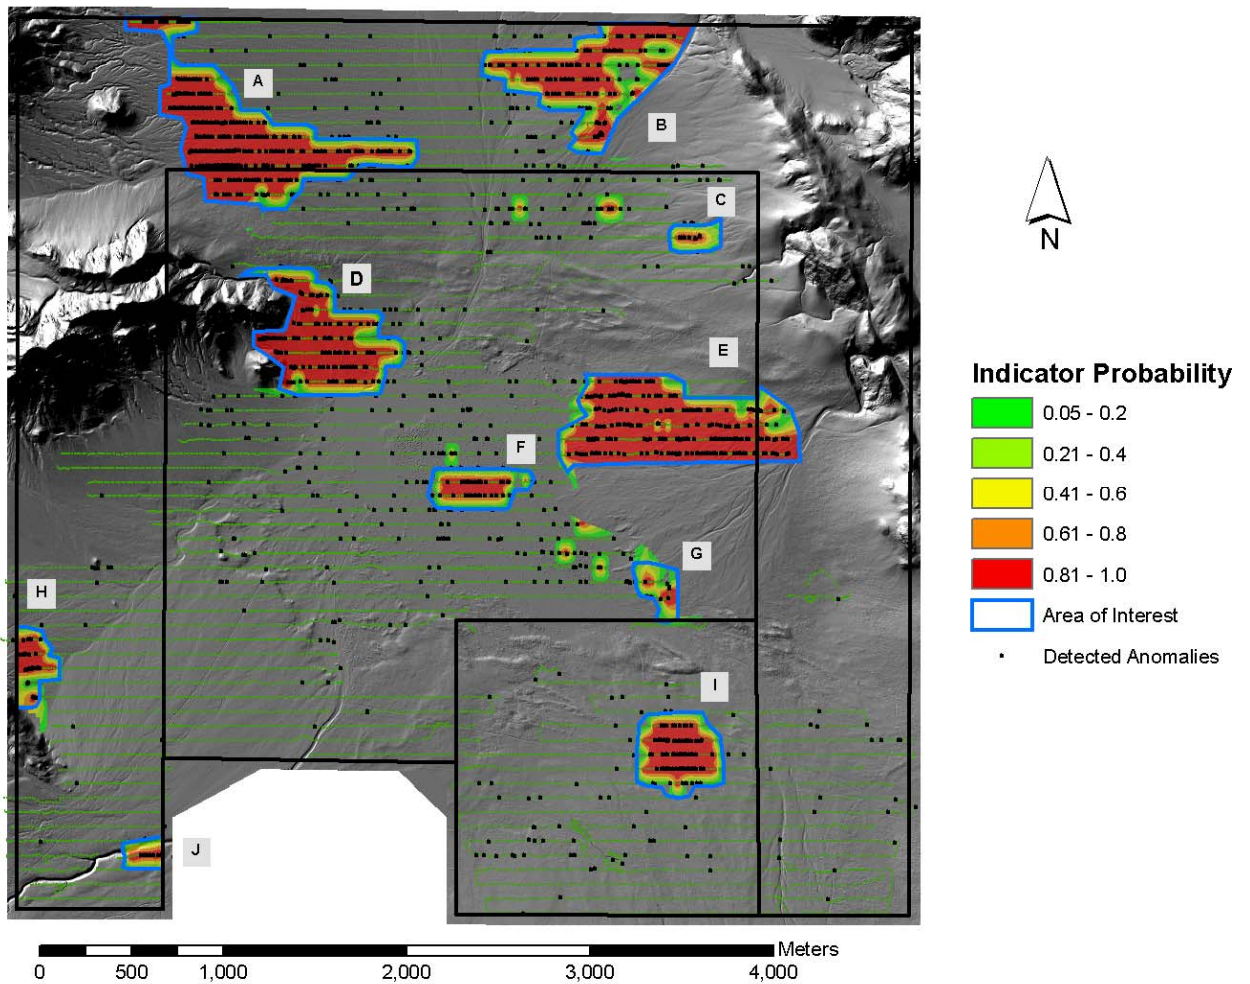 A
B
C
D
E
F
G
H
I
J
N
Indicator Probability
0.05 - 0.2
0.21 - 0.4
0.41 - 0.6
0.61 - 0.8
0.81 - 1.0
Area of Interest
Detected Anomalies
Meters
0 500 1,000 2,000 3,000 4,000